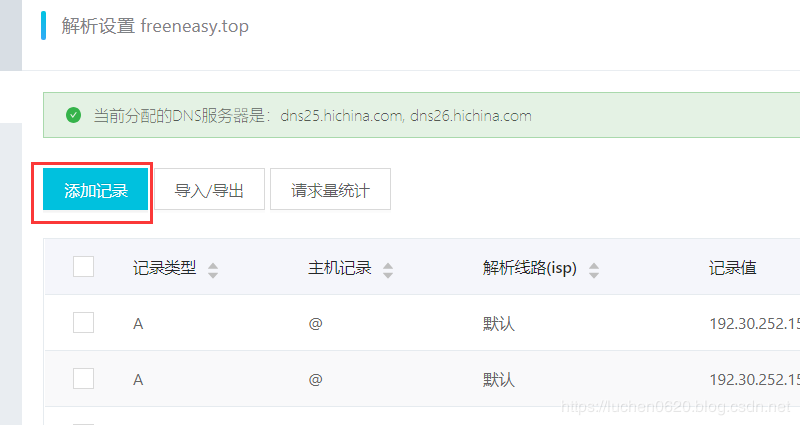 解析设置 freeneasy.top
当前分配的DNS服务器是：dns25.hichina.com, dns26.hichina.com
添加记录 导入/导出 请求量统计
记录类型 主机记录 解析线路(isp) 记录值
A @ 默认 192.30.252.15
A @ 默认 192.30.252.15
https://luchen0620.blog.csdn.net